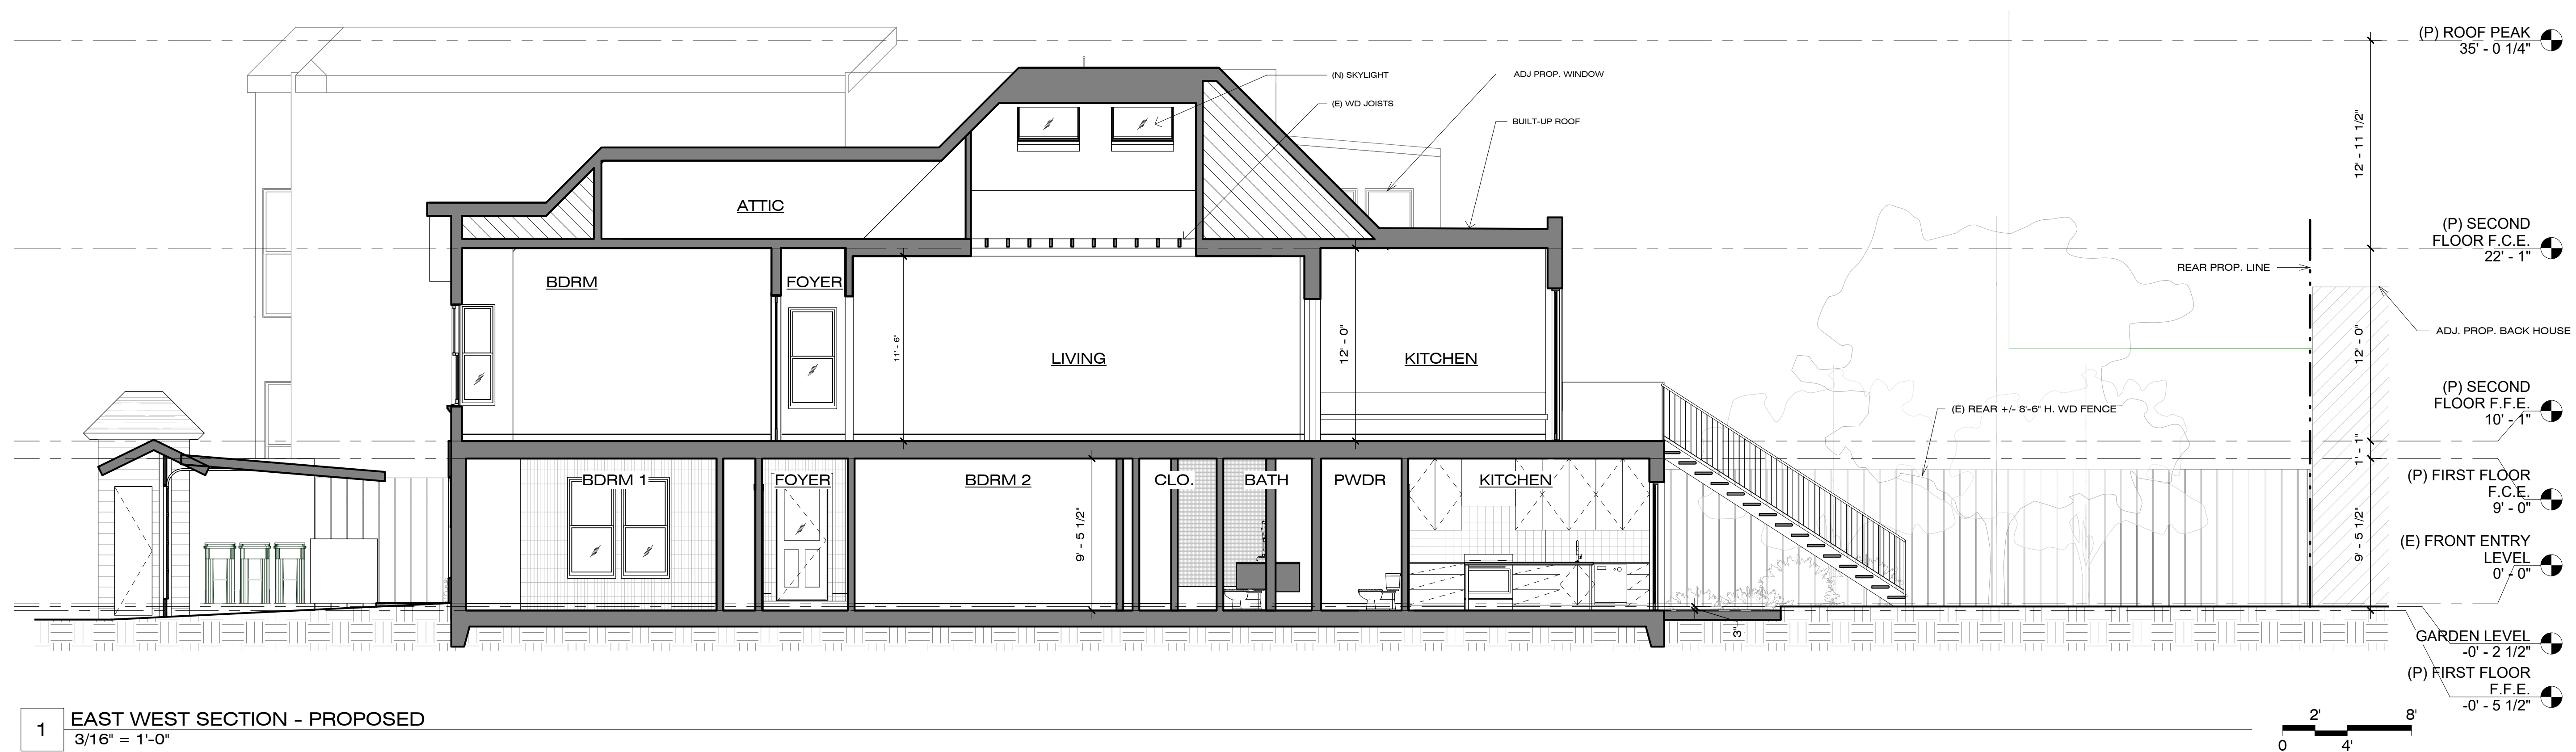 (P) ROOF PEAK
35' - 0 1/4"
(N) SKYLIGHT
ADJ PROP. WINDOW
(E) WD JOISTS
BUILT-UP ROOF
12' - 11 1/2"
ATTIC
(P) SECOND
FLOOR F.C.E.
22' - 1"
REAR PROP. LINE
BDRM
FOYER
ADJ. PROP. BACK HOUSE
11' - 6"
12' - 0"
12' - 0"
LIVING
KITCHEN
(P) SECOND
FLOOR F.F.E.
10' - 1"
(E) REAR +/- 8'-6" H. WD FENCE
1' - 1"
BDRM 1
FOYER
BDRM 2
CLO.
BATH
PWDR
KITCHEN
(P) FIRST FLOOR
F.C.E.
9' - 0"
9' - 5 1/2"
9' - 5 1/2"
(E) FRONT ENTRY
LEVEL
0' - 0"
3"
GARDEN LEVEL
-0' - 2 1/2"
(P) FIRST FLOOR
F.F.E.
-0' - 5 1/2"
1
EAST WEST SECTION - PROPOSED
3/16" = 1'-0"
2'
8'
0
4'